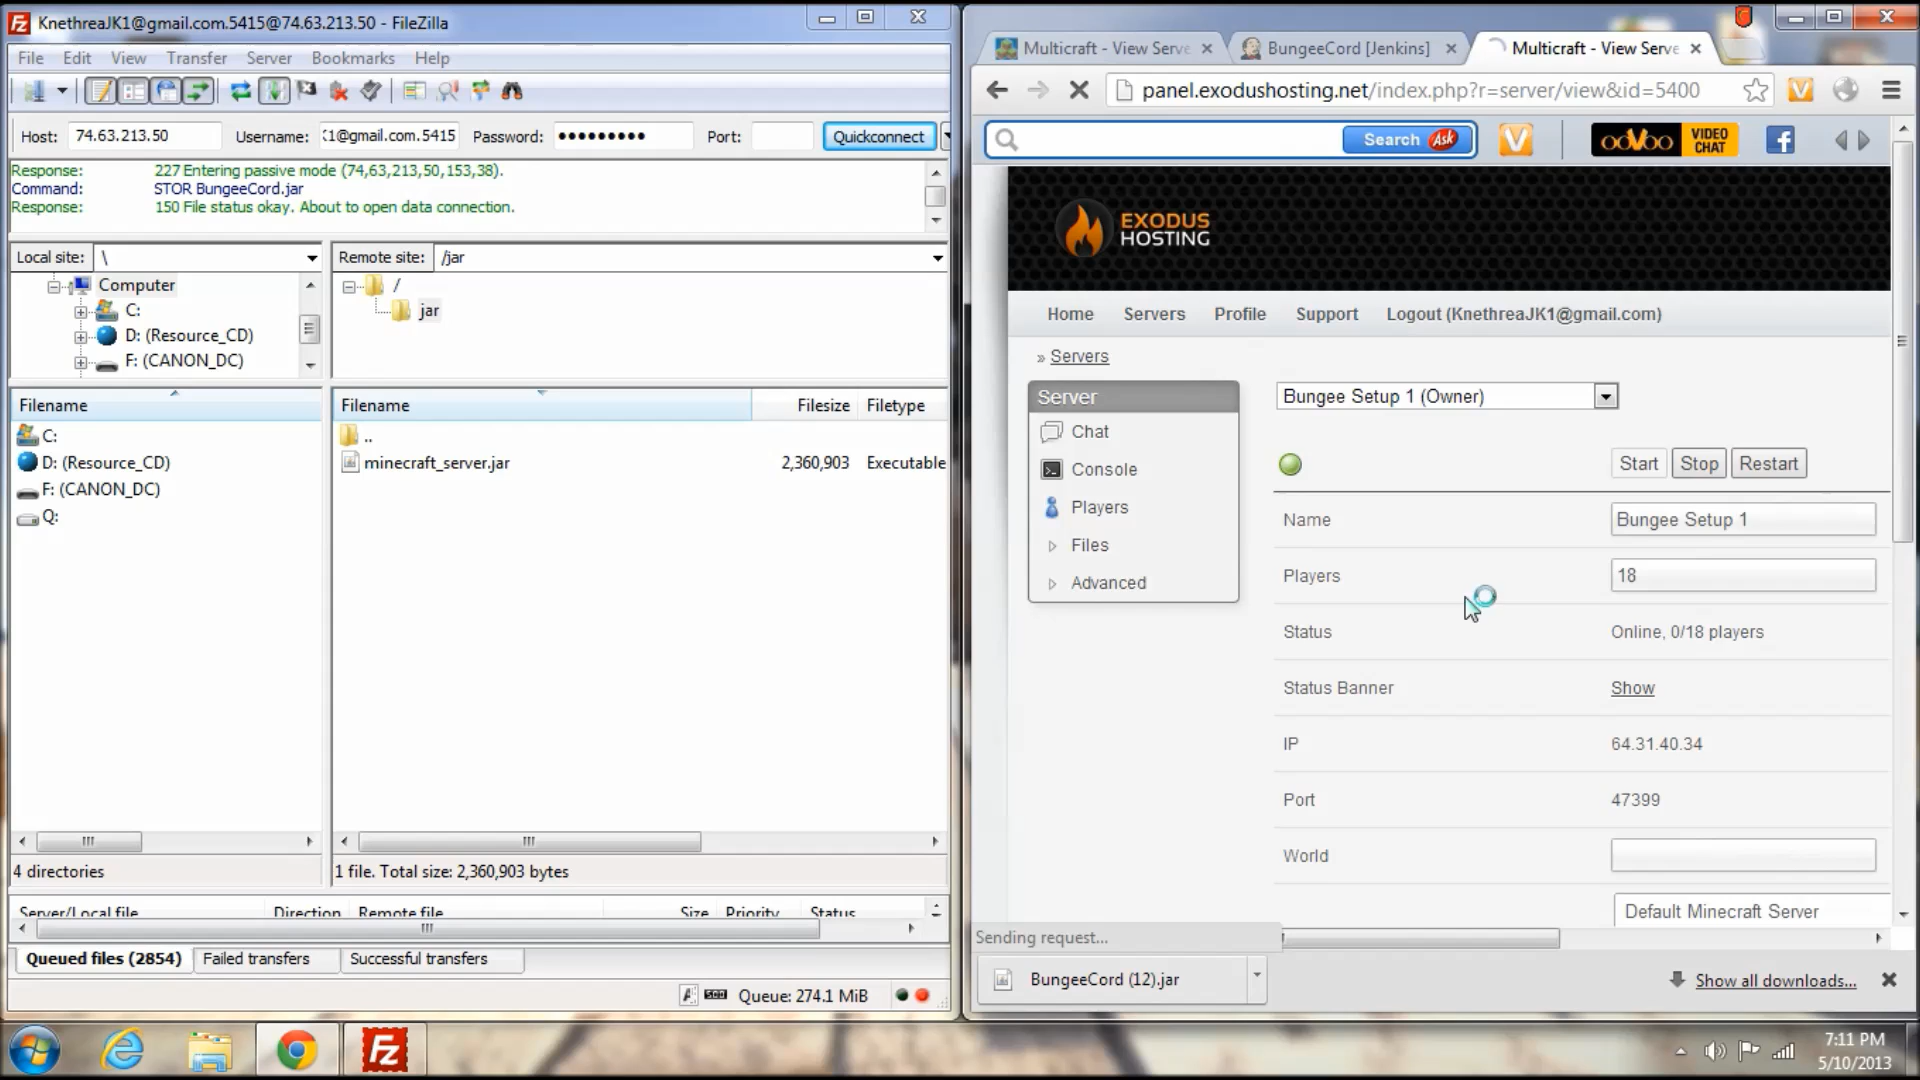 KnethreaJK1@gmail.com.5415@74.63.213.50 - FileZilla
File Edit View Transfer Server Bookmarks Help
Host: 74.63.213.50 Username: K1@gmail.com.5415 Password: ●●●●●●●●● Port: Quickconnect
Response: 227 Entering passive mode (74,63,213,50,153,38).
Command: STOR BungeeCord.jar
Response: 150 File status okay. About to open data connection.
Local site: \
Remote site: /jar
Computer
C:
D: (Resource_CD)
F: (CANON_DC)
/
jar
Filename
C:
D: (Resource_CD)
F: (CANON_DC)
Q:
Filename Filesize Filetype
..
minecraft_server.jar 2,360,903 Executable
4 directories
1 file. Total size: 2,360,903 bytes
Server/Local file Direction Remote file Size Priority Status
Queued files (2854) Failed transfers Successful transfers
Queue: 274.1 MiB
Multicraft - View Serve
BungeeCord [Jenkins]
Multicraft - View Serve
panel.exodushosting.net/index.php?r=server/view&id=5400
Search Ask
ooVoo VIDEO CHAT
EXODUS
HOSTING
Home Servers Profile Support Logout (KnethreaJK1@gmail.com)
» Servers
Server
Chat
Console
Players
Files
Advanced
Bungee Setup 1 (Owner)
Start Stop Restart
Name Bungee Setup 1
Players 18
Status Online, 0/18 players
Status Banner Show
IP 64.31.40.34
Port 47399
World
Default Minecraft Server
Sending request...
BungeeCord (12).jar
Show all downloads...
7:11 PM
5/10/2013